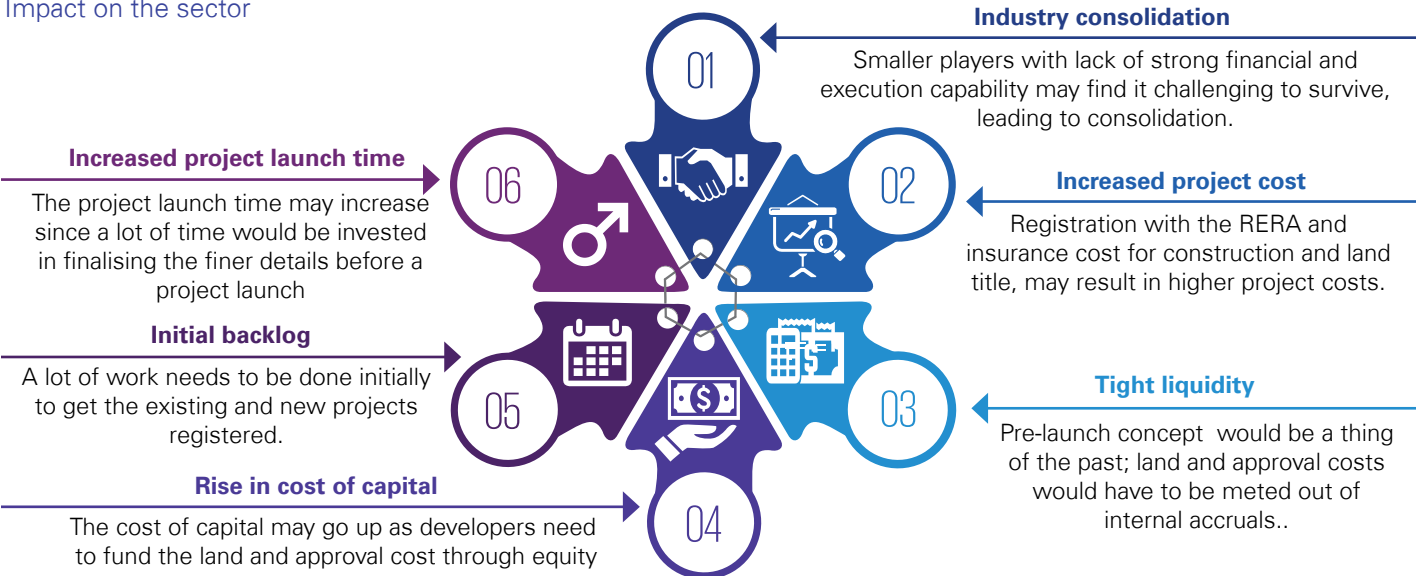 Impact on the sector
01
Industry consolidation
Smaller players with lack of strong financial and
execution capability may find it challenging to survive,
leading to consolidation.
02
Increased project cost
Registration with the RERA and
insurance cost for construction and land
title, may result in higher project costs.
03
Tight liquidity
Pre-launch concept would be a thing
of the past; land and approval costs
would have to be meted out of
internal accruals..
04
Rise in cost of capital
The cost of capital may go up as developers need
to fund the land and approval cost through equity
05
Initial backlog
A lot of work needs to be done initially
to get the existing and new projects
registered.
06
Increased project launch time
The project launch time may increase
since a lot of time would be invested
in finalising the finer details before a
project launch
$
$